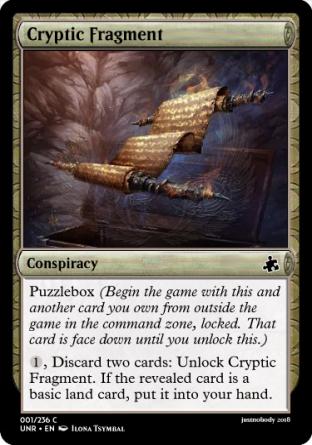 Cryptic Fragment
Conspiracy
Puzzlebox (Begin the game with this and
another card you own from outside the
game in the command zone, locked. That
card is face down until you unlock this.)
1, Discard two cards: Unlock Cryptic
Fragment. If the revealed card is a
basic land card, put it into your hand.
001/236 C
justnobody 2018
UNR • EN Ilona Tsymbal